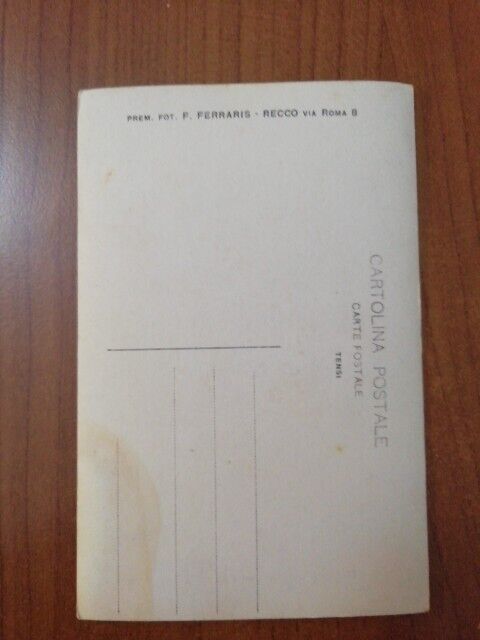 PREM. FOT. F. FERRARIS - RECCO VIA ROMA 8
CARTOLINA POSTALE
CARTE POSTALE
TENSI